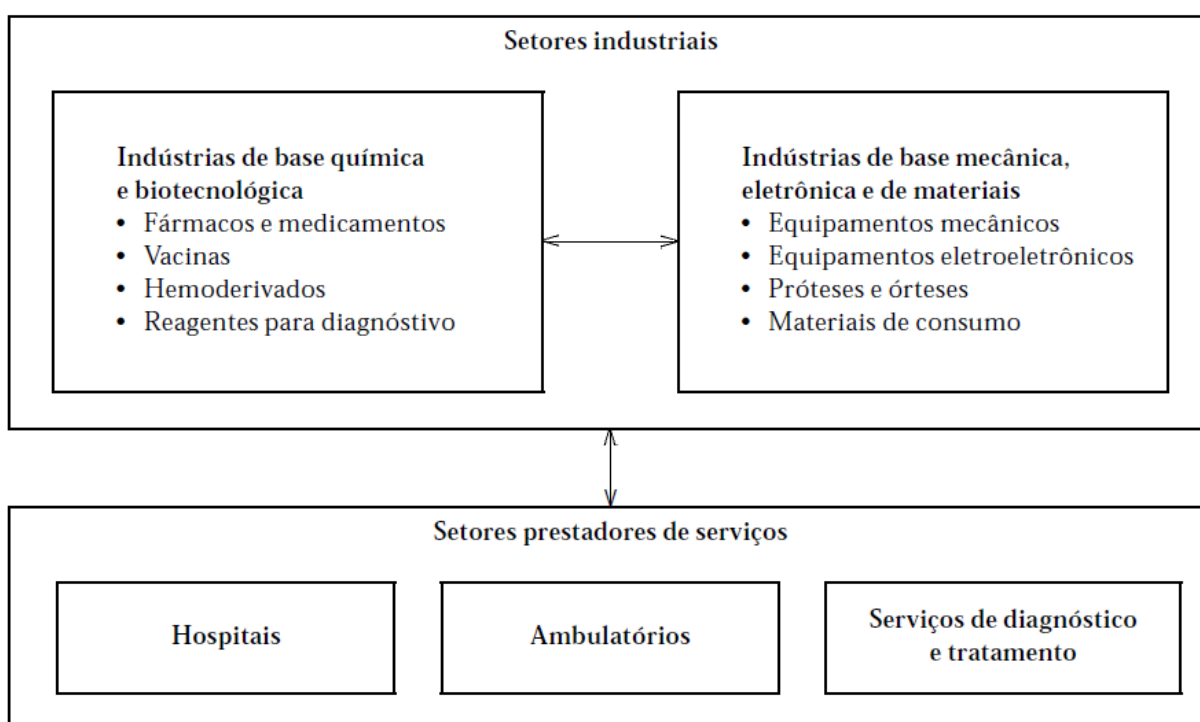 Setores industriais
Indústrias de base química
e biotecnológica
• Fármacos e medicamentos
• Vacinas
• Hemoderivados
• Reagentes para diagnóstivo
Indústrias de base mecânica,
eletrônica e de materiais
• Equipamentos mecânicos
• Equipamentos eletroeletrônicos
• Próteses e órteses
• Materiais de consumo
Setores prestadores de serviços
Hospitais
Ambulatórios
Serviços de diagnóstico
e tratamento